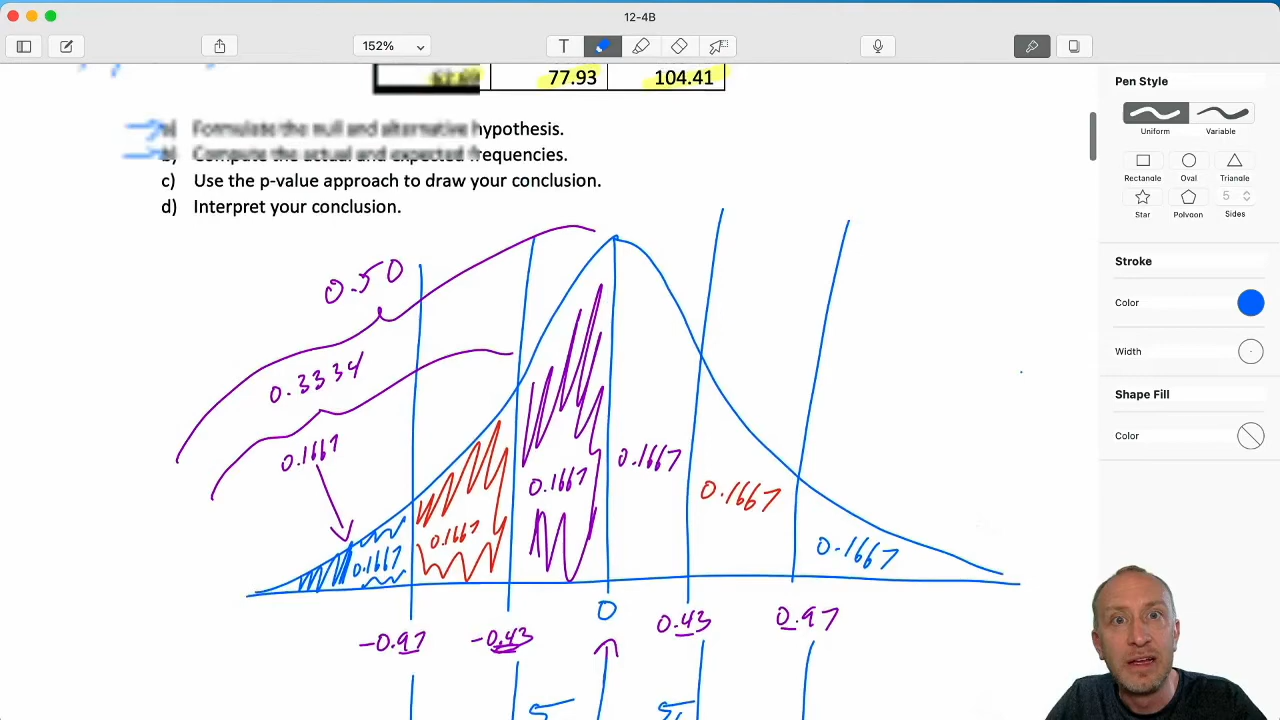 12-4B
152%
T
Pen Style
Uniform Variable
Rectangle Oval Triangle
Star Polygon 5 Sides
Stroke
Color
Width
Shape Fill
Color
77.93 104.41
a) Formulate the null and alternative hypothesis.
b) Compute the actual and expected frequencies.
c) Use the p-value approach to draw your conclusion.
d) Interpret your conclusion.
0.50
0.3334
0.1667
0.1667 0.1667 0.1667 0.1667 0.1667 0.1667
-0.97 -0.43 0 0.43 0.97